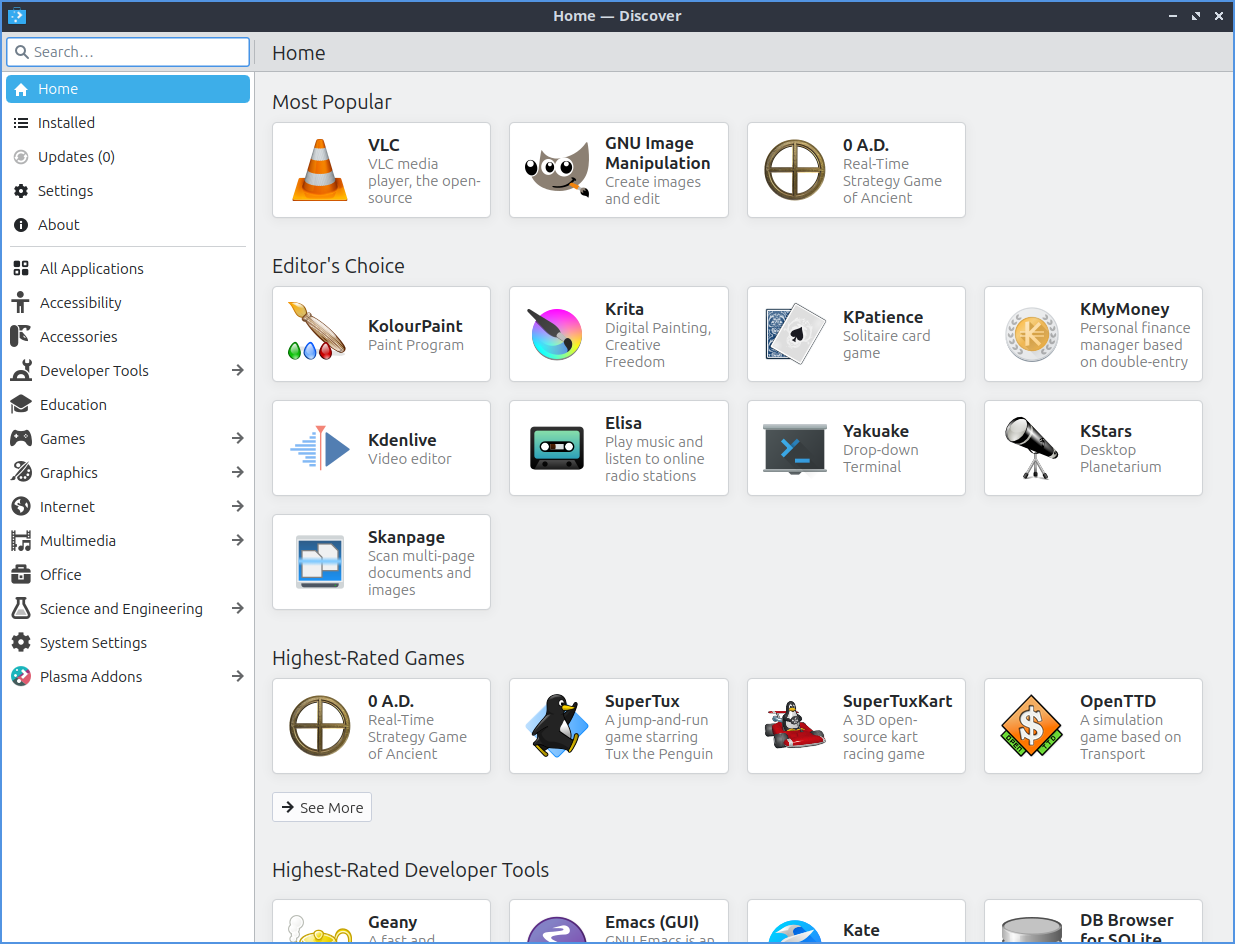 Home — Discover
Search...
Home
Home
Installed
Updates (0)
Settings
About
All Applications
Accessibility
Accessories
Developer Tools
Education
Games
Graphics
Internet
Multimedia
Office
Science and Engineering
System Settings
Plasma Addons
Most Popular
VLC
VLC media
player, the open-
source
GNU Image
Manipulation
Create images
and edit
0 A.D.
Real-Time
Strategy Game
of Ancient
Editor's Choice
KolourPaint
Paint Program
Krita
Digital Painting,
Creative
Freedom
KPatience
Solitaire card
game
KMyMoney
Personal finance
manager based
on double-entry
Kdenlive
Video editor
Elisa
Play music and
listen to online
radio stations
Yakuake
Drop-down
Terminal
KStars
Desktop
Planetarium
Skanpage
Scan multi-page
documents and
images
Highest-Rated Games
0 A.D.
Real-Time
Strategy Game
of Ancient
SuperTux
A jump-and-run
game starring
Tux the Penguin
SuperTuxKart
A 3D open-
source kart
racing game
OPEN TTD
OpenTTD
A simulation
game based on
Transport
See More
Highest-Rated Developer Tools
Geany
A fast and
Emacs (GUI)
GNU Emacs is an
Kate
DB Browser
for SQLite